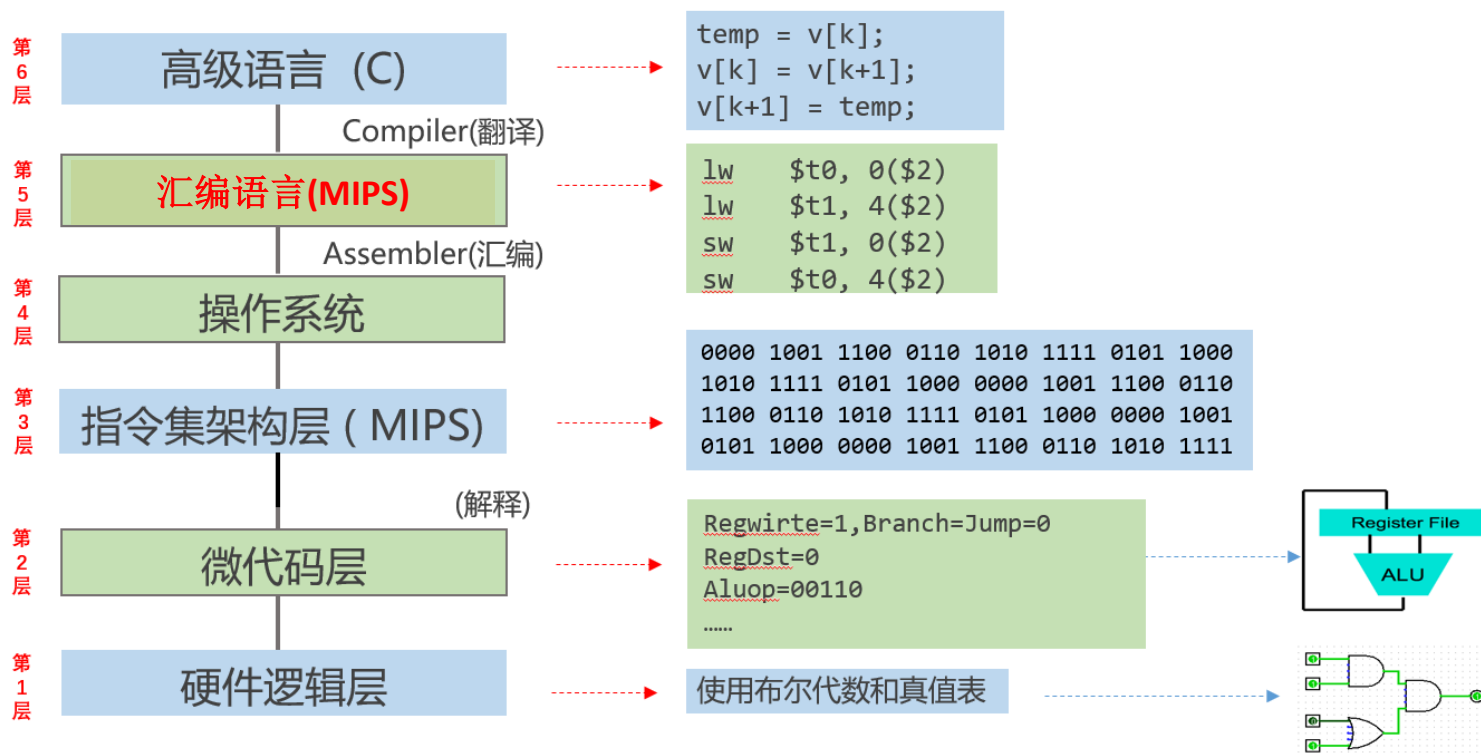 第6层
高级语言 (C)
temp = v[k];
v[k] = v[k+1];
v[k+1] = temp;
Compiler(翻译)
第5层
汇编语言(MIPS)
lw $t0, 0($2)
lw $t1, 4($2)
sw $t1, 0($2)
sw $t0, 4($2)
Assembler(汇编)
第4层
操作系统
第3层
指令集架构层 ( MIPS)
0000 1001 1100 0110 1010 1111 0101 1000
1010 1111 0101 1000 0000 1001 1100 0110
1100 0110 1010 1111 0101 1000 0000 1001
0101 1000 0000 1001 1100 0110 1010 1111
(解释)
第2层
微代码层
Regwirte=1,Branch=Jump=0
RegDst=0
Aluop=00110
……
Register File
ALU
第1层
硬件逻辑层
使用布尔代数和真值表